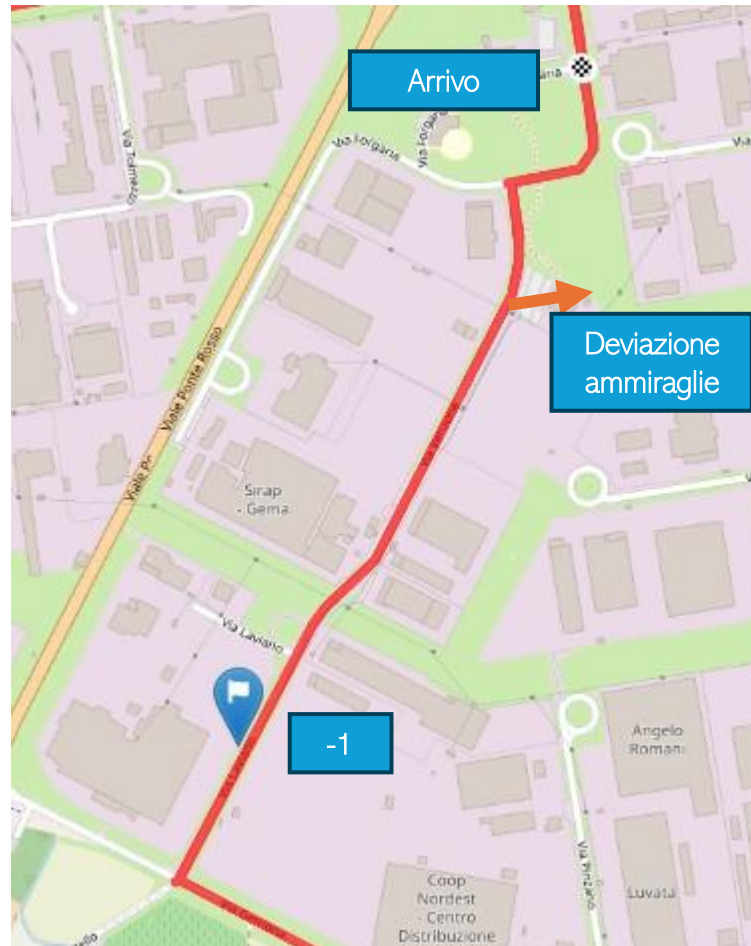 Arrivo
Via Tolmezzo
Via Forgaria
Via Forgaria
Deviazione
ammiraglie
Viale Ponte Rosso
Sirap
- Gema
Via Laviano
-1
Angelo
Romani
Via Pinzano
Coop
Nordest
- Centro
Distribuzione
Luvata